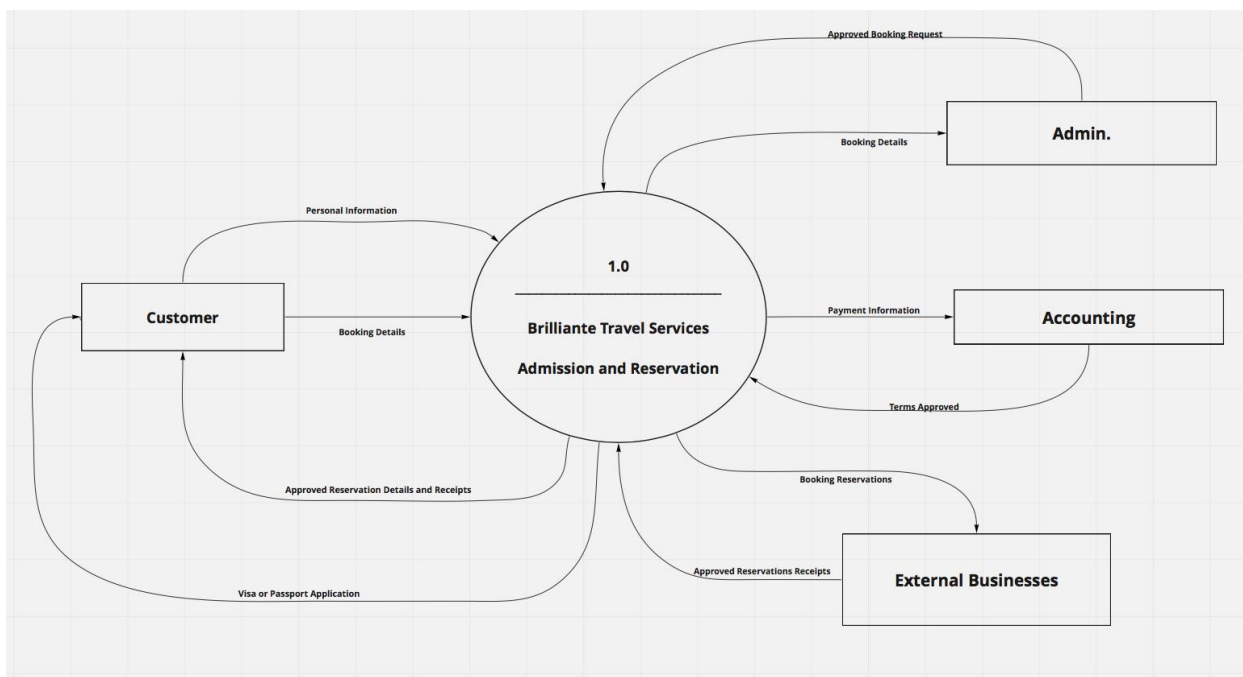 Approved Booking Request
Admin.
Booking Details
Personal Information
1.0
Customer
Booking Details
Brilliante Travel Services
Admission and Reservation
Payment Information
Accounting
Terms Approved
Approved Reservation Details and Receipts
Booking Reservations
Approved Reservations Receipts
External Businesses
Visa or Passport Application